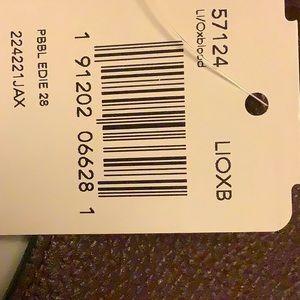 57124 LIOXB
LI/Oxblood
1 91202 06628 1
PBBL EDIE 28
224221JAX